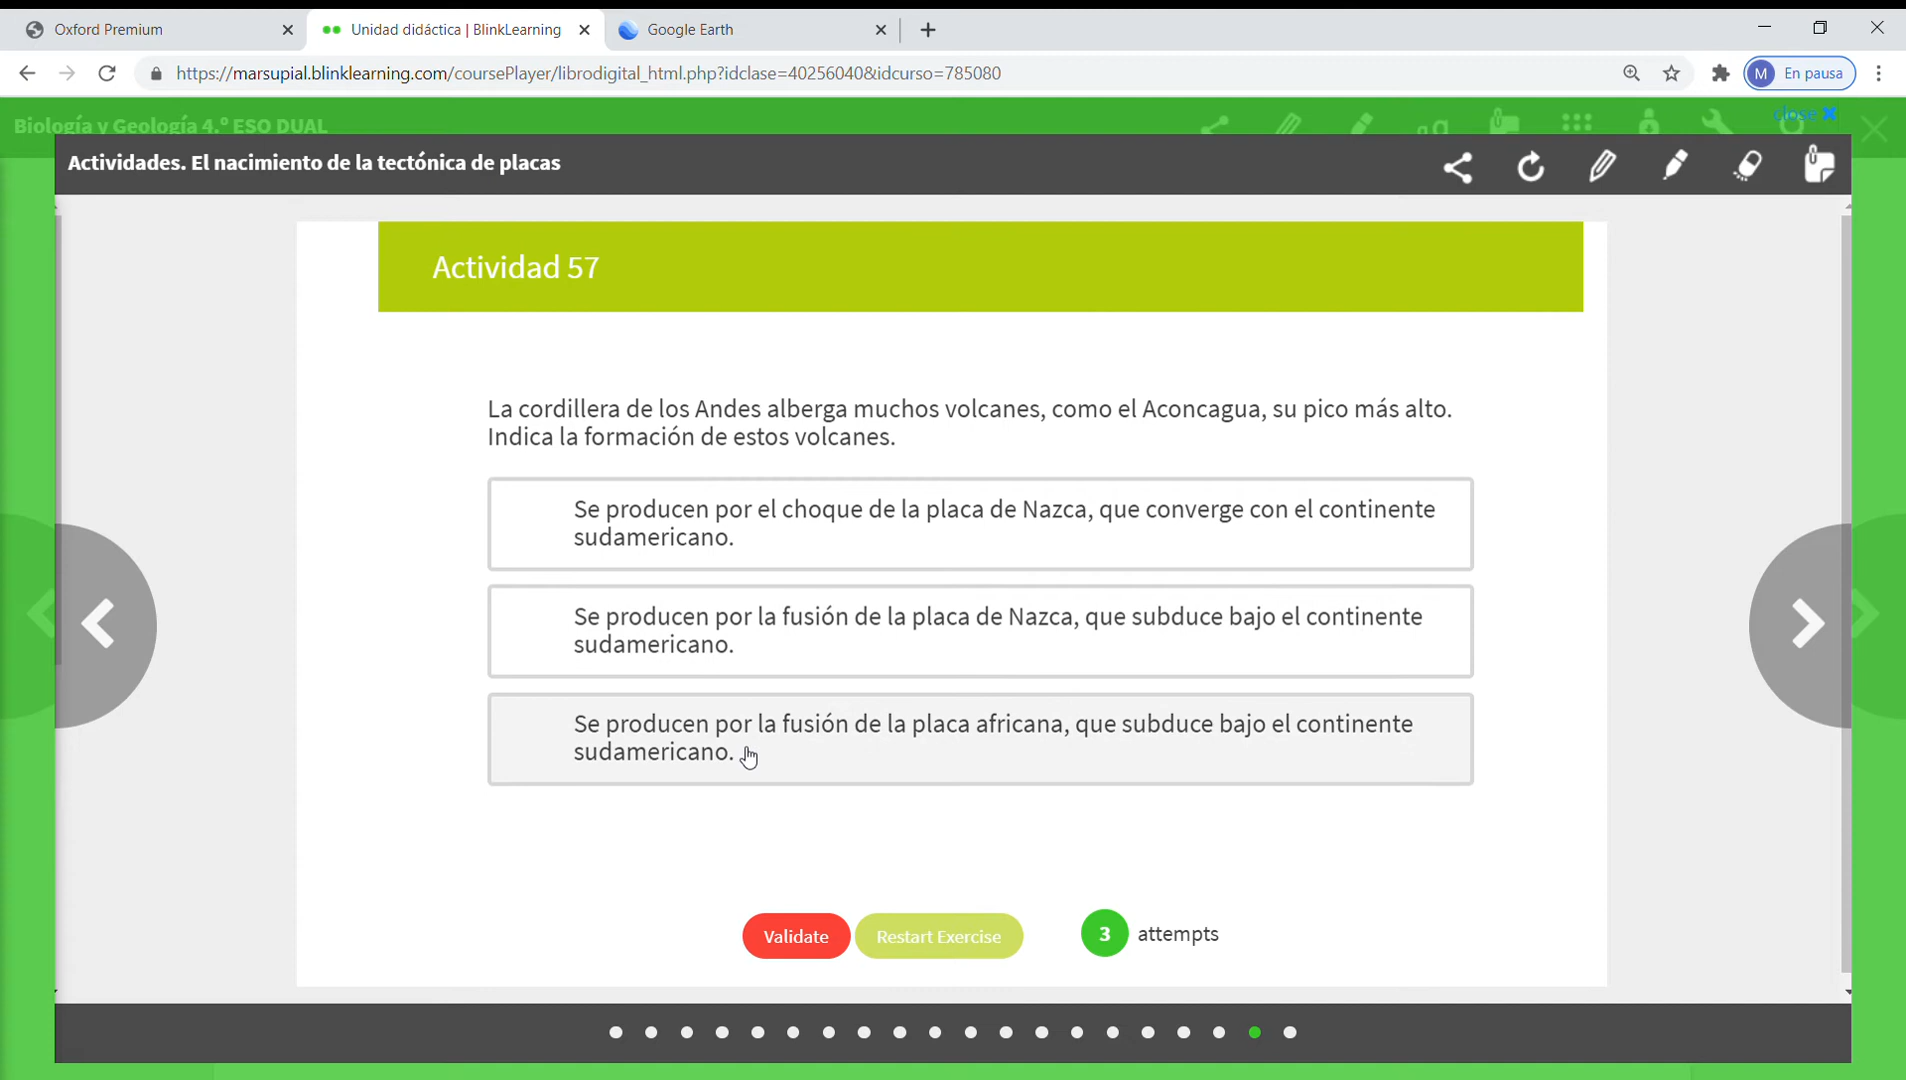 Oxford Premium
Unidad didáctica | BlinkLearning
Google Earth
https://marsupial.blinklearning.com/coursePlayer/librodigital_html.php?idclase=40256040&idcurso=785080
M
En pausa
Biología y Geología 4.º ESO DUAL
close
Actividades. El nacimiento de la tectónica de placas
Actividad 57
La cordillera de los Andes alberga muchos volcanes, como el Aconcagua, su pico más alto.
Indica la formación de estos volcanes.
Se producen por el choque de la placa de Nazca, que converge con el continente
sudamericano.
Se producen por la fusión de la placa de Nazca, que subduce bajo el continente
sudamericano.
Se producen por la fusión de la placa africana, que subduce bajo el continente
sudamericano.
Validate
Restart Exercise
3
attempts